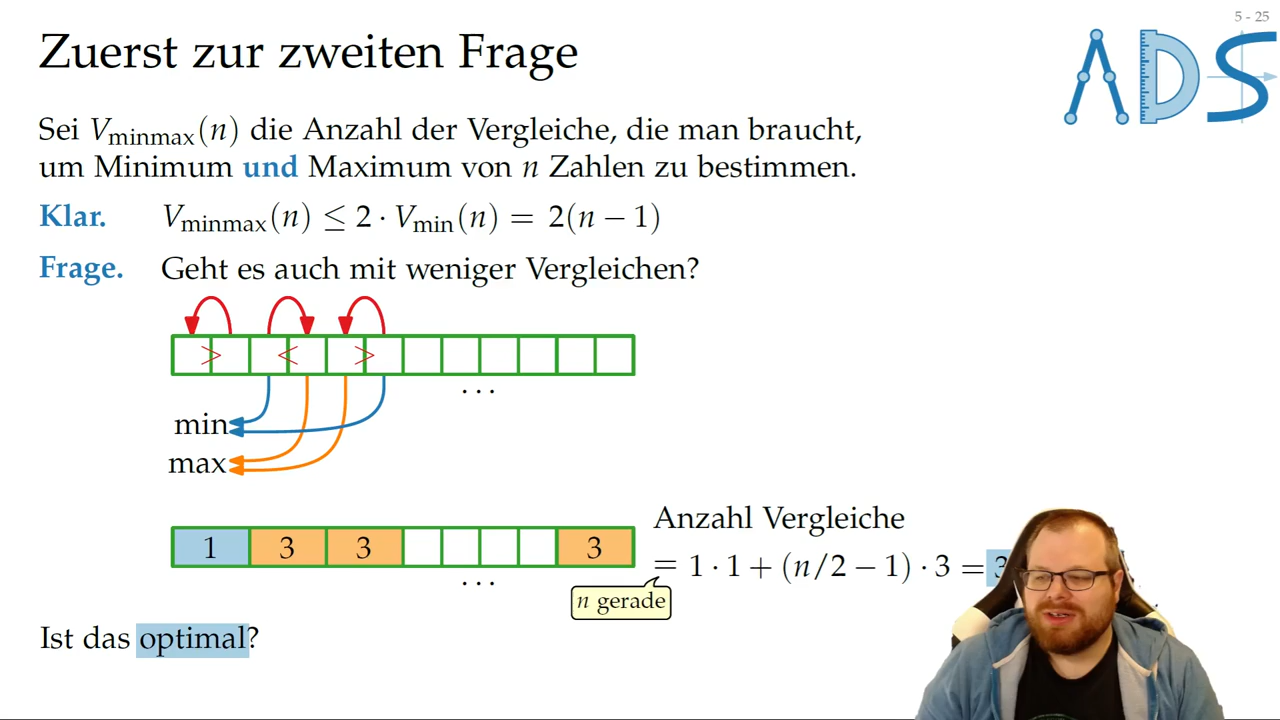 5 - 25
ADS
Zuerst zur zweiten Frage
Sei Vminmax(n) die Anzahl der Vergleiche, die man braucht,
um Minimum und Maximum von n Zahlen zu bestimmen.
Klar. Vminmax(n) ≤ 2 · Vmin(n) = 2(n − 1)
Frage. Geht es auch mit weniger Vergleichen?
> < >
. . .
min
max
Anzahl Vergleiche
1 3 3 3
= 1 · 1 + (n/2 − 1) · 3 = 3
. . .
n gerade
Ist das optimal?